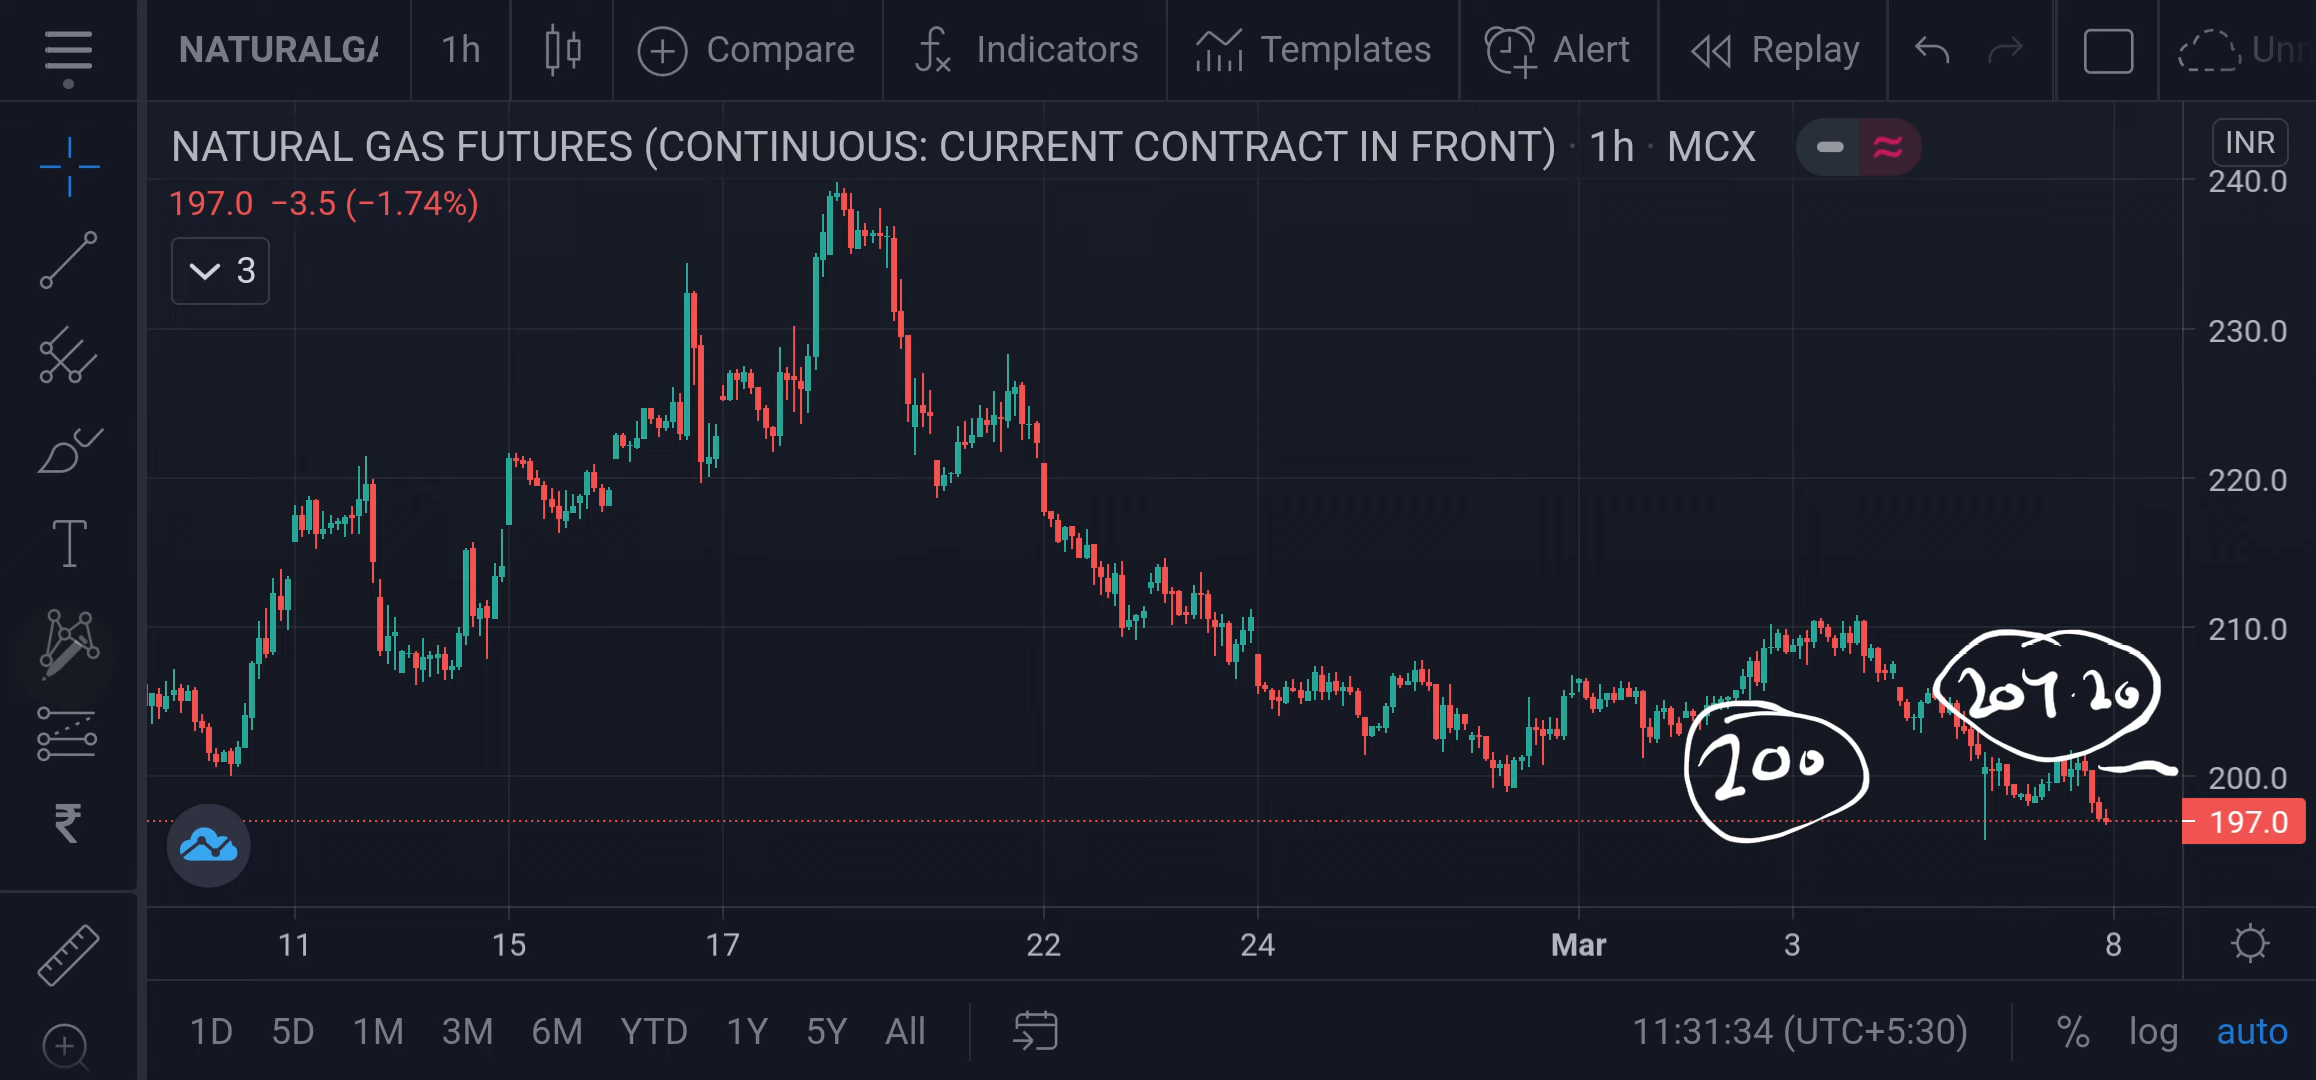 NATURALGA 1h Compare Indicators Templates Alert Replay
NATURAL GAS FUTURES (CONTINUOUS: CURRENT CONTRACT IN FRONT) · 1h · MCX
INR
197.0 −3.5 (−1.74%)
3
240.0
230.0
220.0
210.0
200.0
197.0
200
T
₹
11 15 17 22 24 Mar 3 8
1D 5D 1M 3M 6M YTD 1Y 5Y All 11:31:34 (UTC+5:30) % log auto